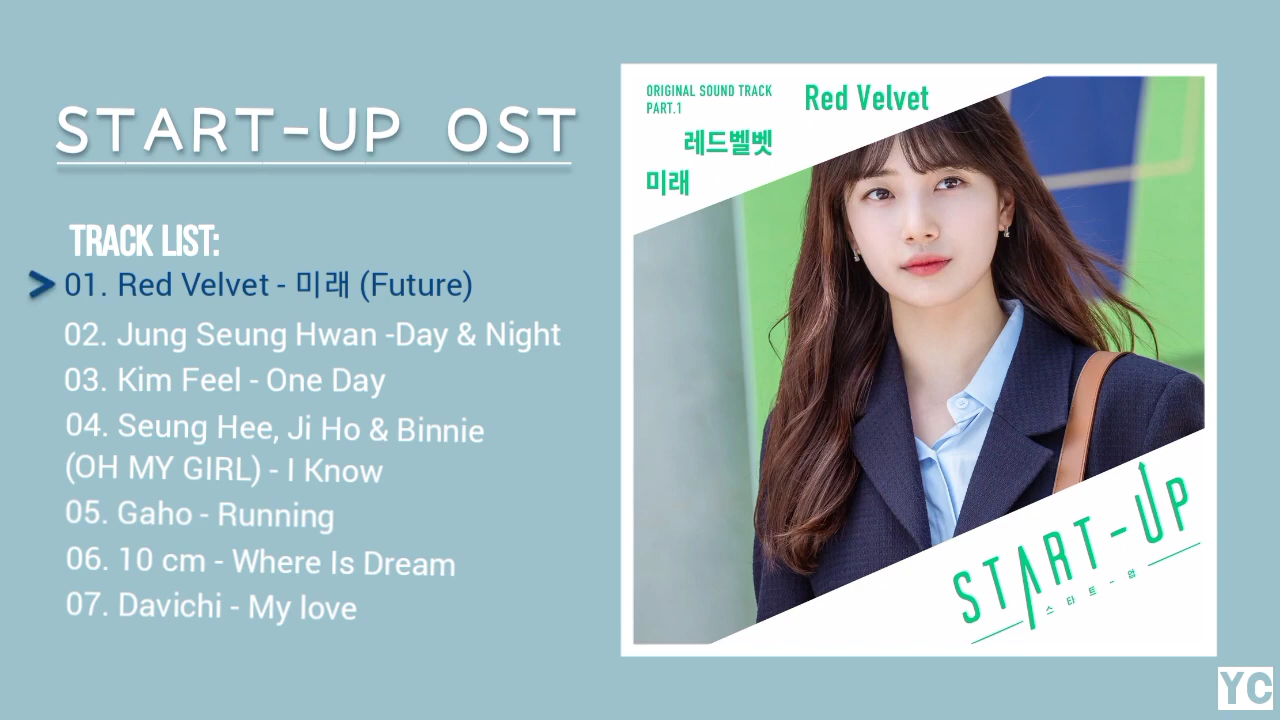 START-UP OST
TRACK LIST:
> 01. Red Velvet - 미래 (Future)
02. Jung Seung Hwan -Day & Night
03. Kim Feel - One Day
04. Seung Hee, Ji Ho & Binnie
(OH MY GIRL) - I Know
05. Gaho - Running
06. 10 cm - Where Is Dream
07. Davichi - My love
ORIGINAL SOUND TRACK
PART.1
Red Velvet
레드벨벳
미래
START-UP
스타트-업
YC